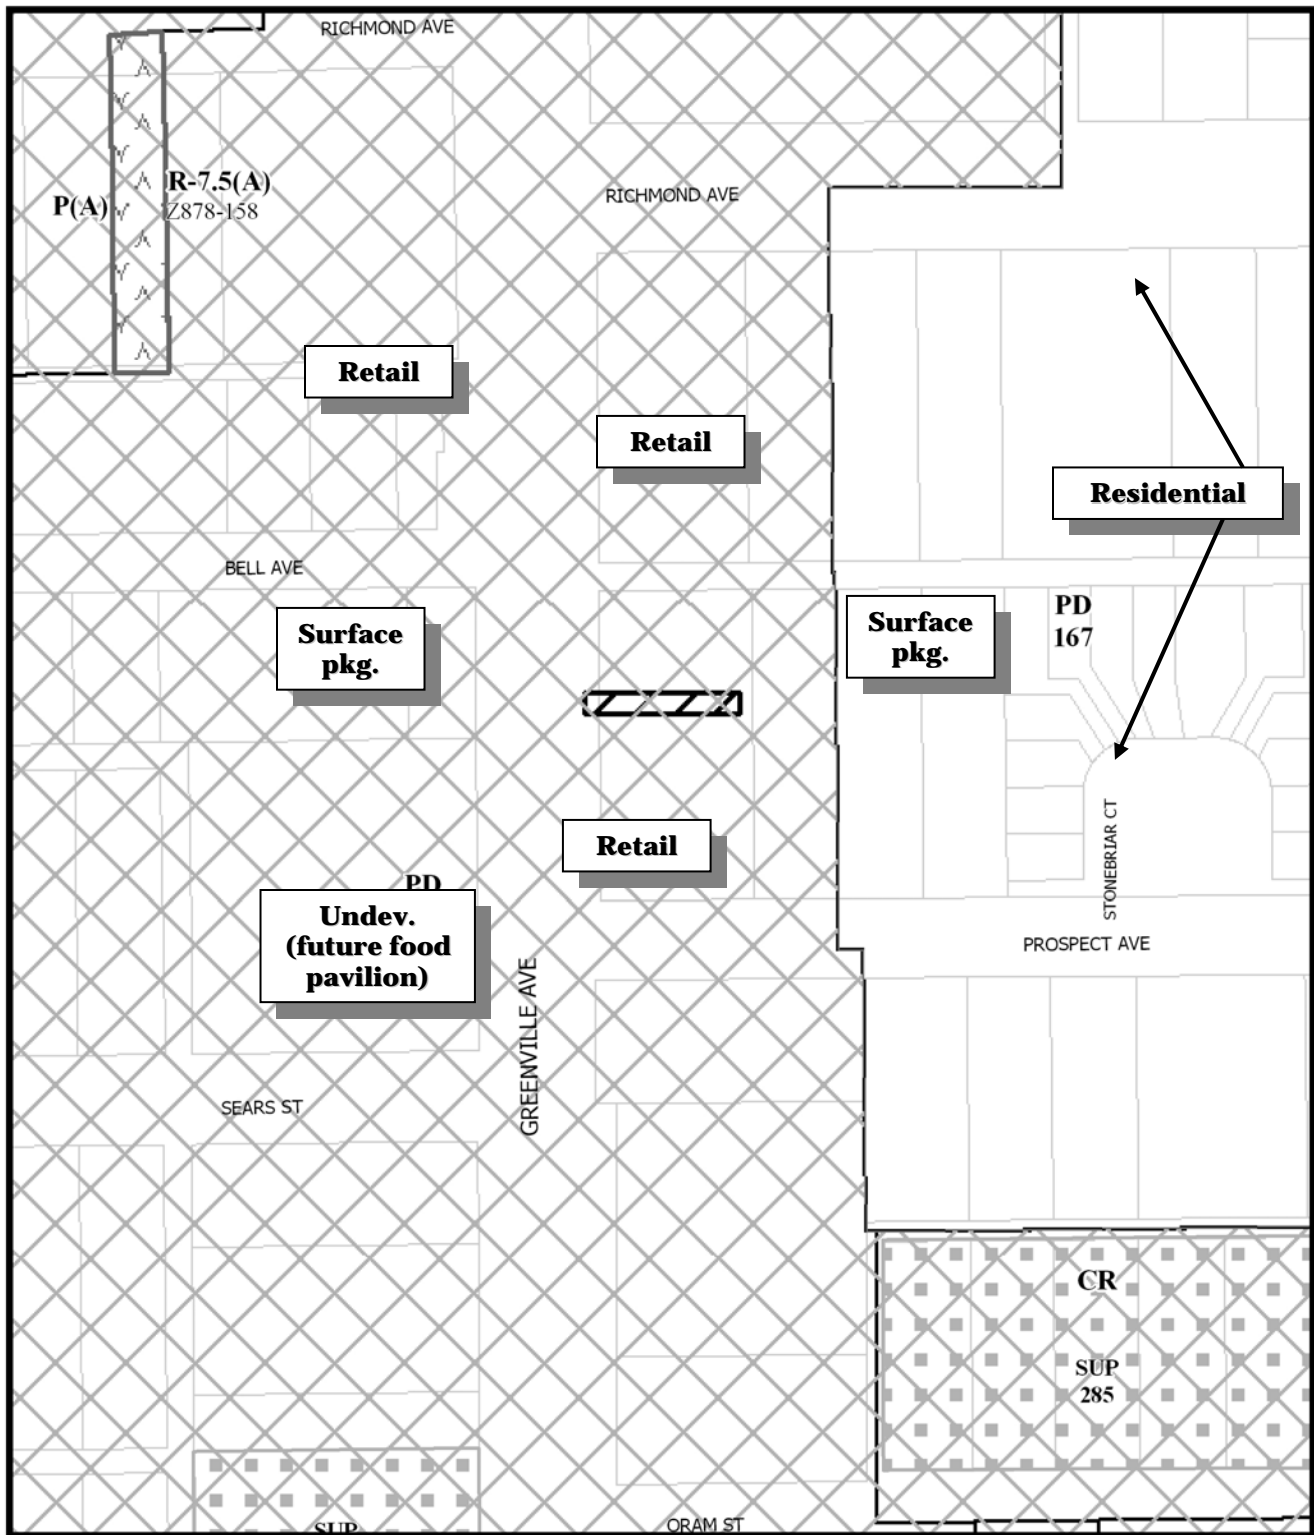 RICHMOND AVE
R-7.5(A)
P(A)
Z878-158
RICHMOND AVE
Retail
Retail
Residential
BELL AVE
Surface
pkg.
Surface
pkg.
PD
167
Retail
STONEBRIAR CT
PD
Undev.
(future food
pavilion)
PROSPECT AVE
GREENVILLE AVE
SEARS ST
CR
SUP
285
SUP
ORAM ST